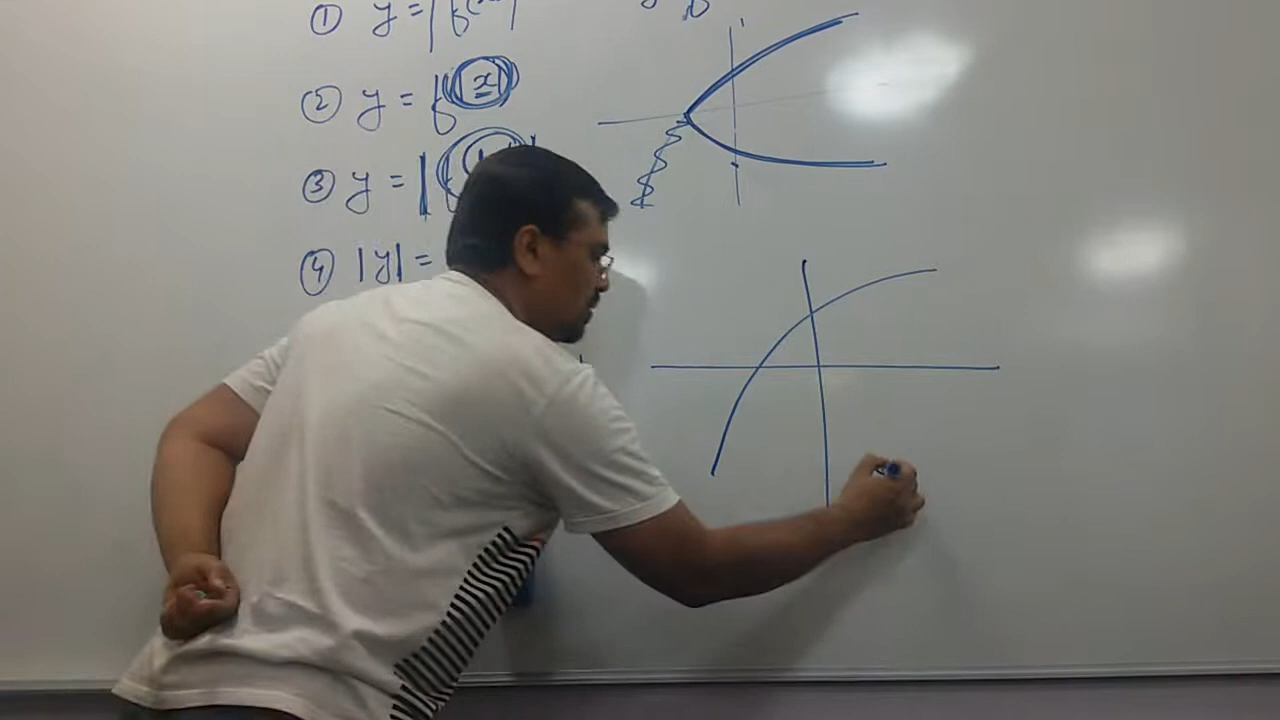 ① y = |f(x)|
② y = f(|x|)
③ y = |f
④ |y| =